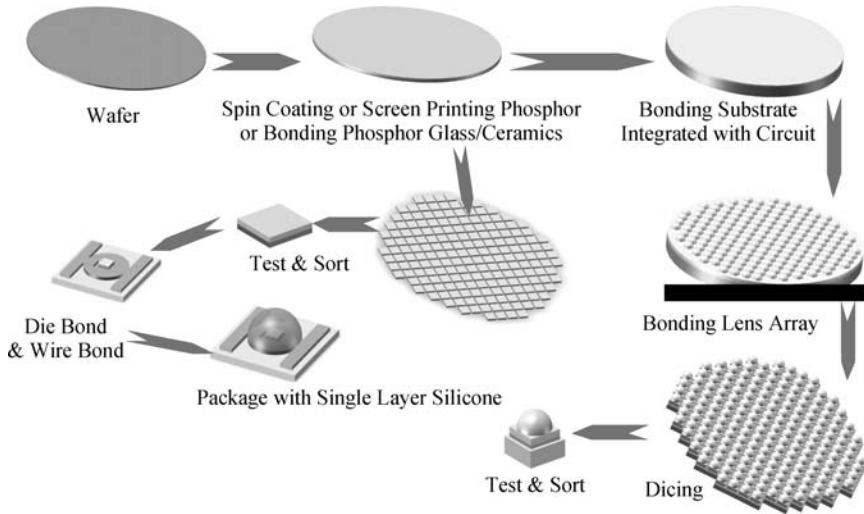 Wafer
Spin Coating or Screen Printing Phosphor
or Bonding Phosphor Glass/Ceramics
Bonding Substrate
Integrated with Circuit
Test & Sort
Die Bond
& Wire Bond
Package with Single Layer Silicone
Bonding Lens Array
Test & Sort
Dicing